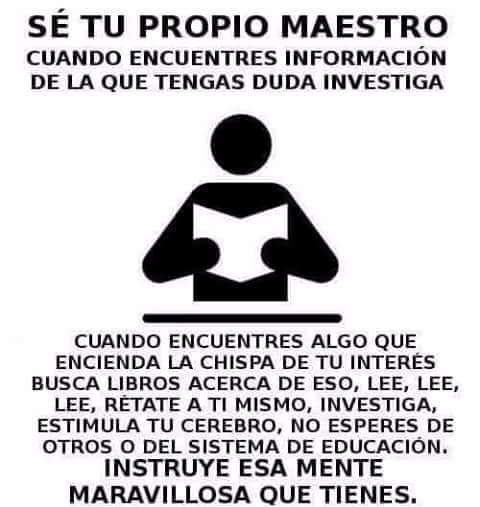 SÉ TU PROPIO MAESTRO
CUANDO ENCUENTRES INFORMACIÓN
DE LA QUE TENGAS DUDA INVESTIGA
CUANDO ENCUENTRES ALGO QUE
ENCIENDA LA CHISPA DE TU INTERÉS
BUSCA LIBROS ACERCA DE ESO, LEE, LEE,
LEE, RÉTATE A TI MISMO, INVESTIGA,
ESTIMULA TU CEREBRO, NO ESPERES DE
OTROS O DEL SISTEMA DE EDUCACIÓN.
INSTRUYE ESA MENTE
MARAVILLOSA QUE TIENES.